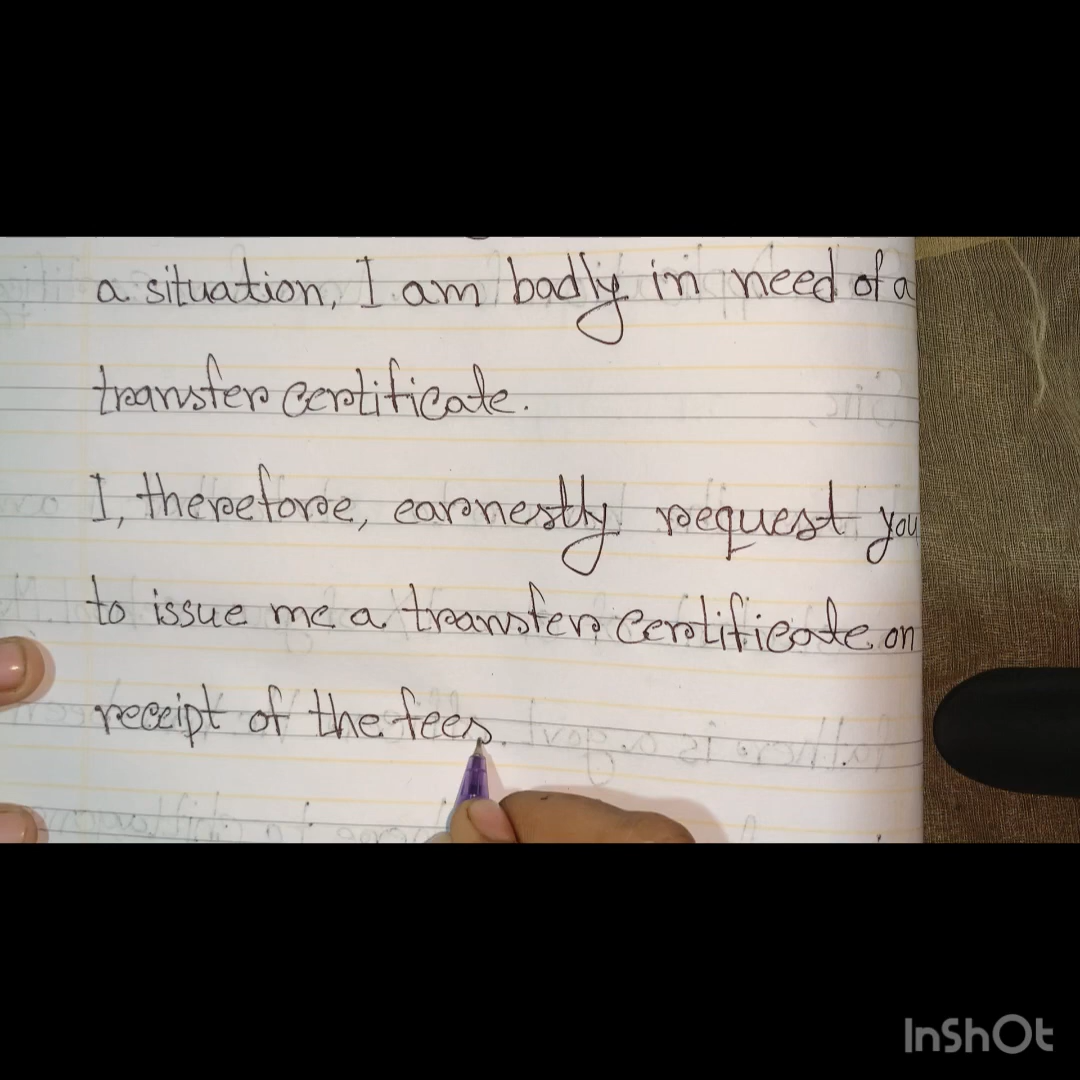 a situation, I am badly in need of a
transfer certificate.
I, therefore, earnestly request you
to issue me a transfer certificate on
receipt of the fees
InShOt